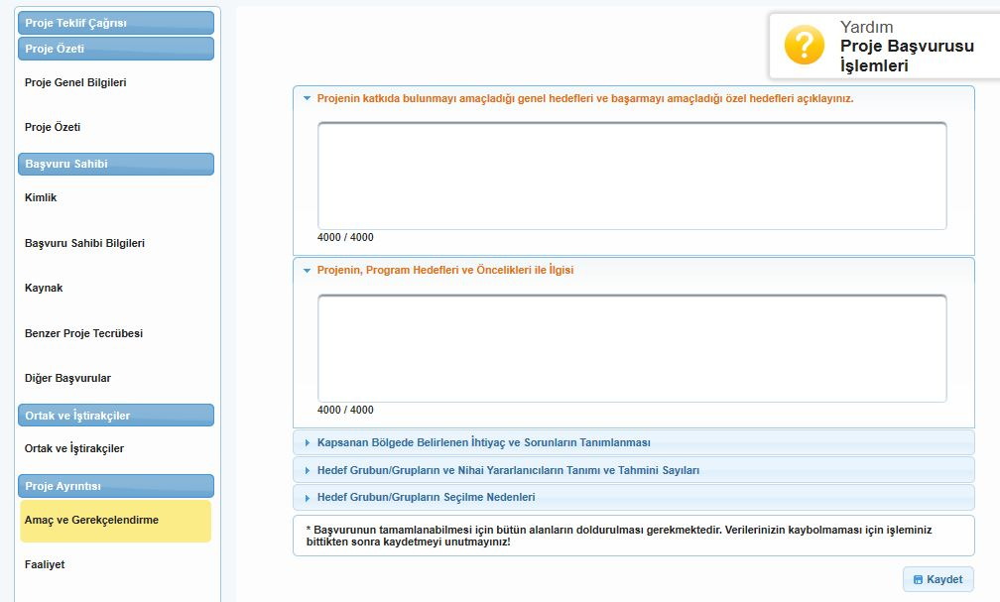 Proje Teklif Çağrısı
Proje Özeti
Proje Genel Bilgileri
Proje Özeti
Başvuru Sahibi
Kimlik
Başvuru Sahibi Bilgileri
Kaynak
Benzer Proje Tecrübesi
Diğer Başvurular
Ortak ve İştirakçiler
Ortak ve İştirakçiler
Proje Ayrıntısı
Amaç ve Gerekçelendirme
Faaliyet
Yardım
Proje Başvurusu
İşlemleri
Projenin katkıda bulunmayı amaçladığı genel hedefleri ve başarmayı amaçladığı özel hedefleri açıklayınız.
4000 / 4000
Projenin, Program Hedefleri ve Öncelikleri ile İlgisi
4000 / 4000
Kapsanan Bölgede Belirlenen İhtiyaç ve Sorunların Tanımlanması
Hedef Grubun/Grupların ve Nihai Yararlanıcıların Tanımı ve Tahmini Sayıları
Hedef Grubun/Grupların Seçilme Nedenleri
* Başvurunun tamamlanabilmesi için bütün alanların doldurulması gerekmektedir. Verilerinizin kaybolmaması için işleminiz
bittikten sonra kaydetmeyi unutmayınız!
Kaydet